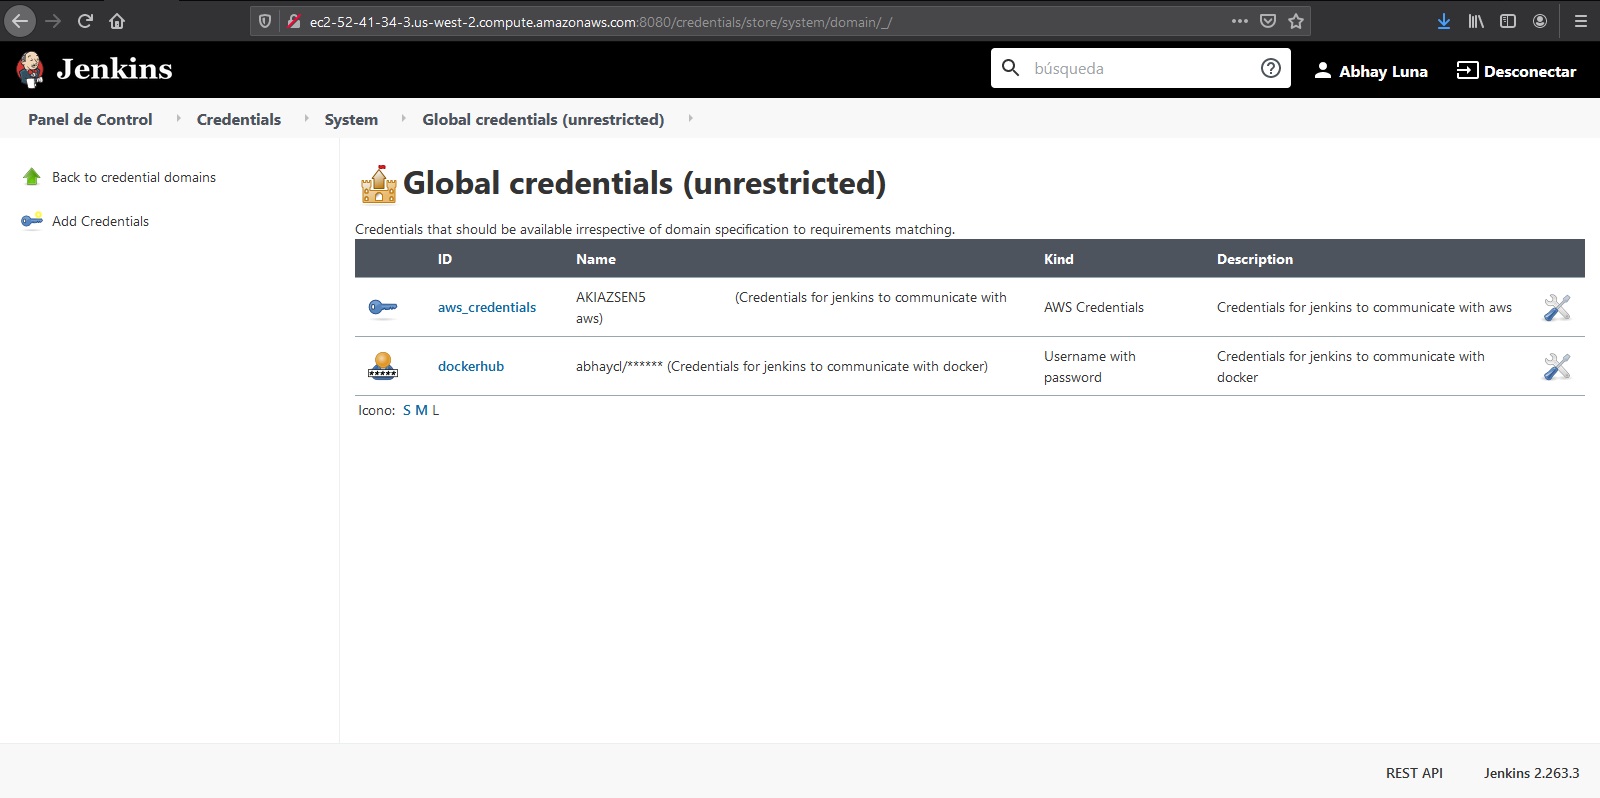 ec2-52-41-34-3.us-west-2.compute.amazonaws.com:8080/credentials/store/system/domain/_/
Jenkins
búsqueda
Abhay Luna
Desconectar
Panel de Control
Credentials
System
Global credentials (unrestricted)
Back to credential domains
Add Credentials
Global credentials (unrestricted)
Credentials that should be available irrespective of domain specification to requirements matching.
ID Name Kind Description
aws_credentials
AKIAZSEN5 (Credentials for jenkins to communicate with
aws)
AWS Credentials
Credentials for jenkins to communicate with aws
dockerhub
abhaycl/****** (Credentials for jenkins to communicate with docker)
Username with
password
Credentials for jenkins to communicate with
docker
Icono: S M L
REST API
Jenkins 2.263.3